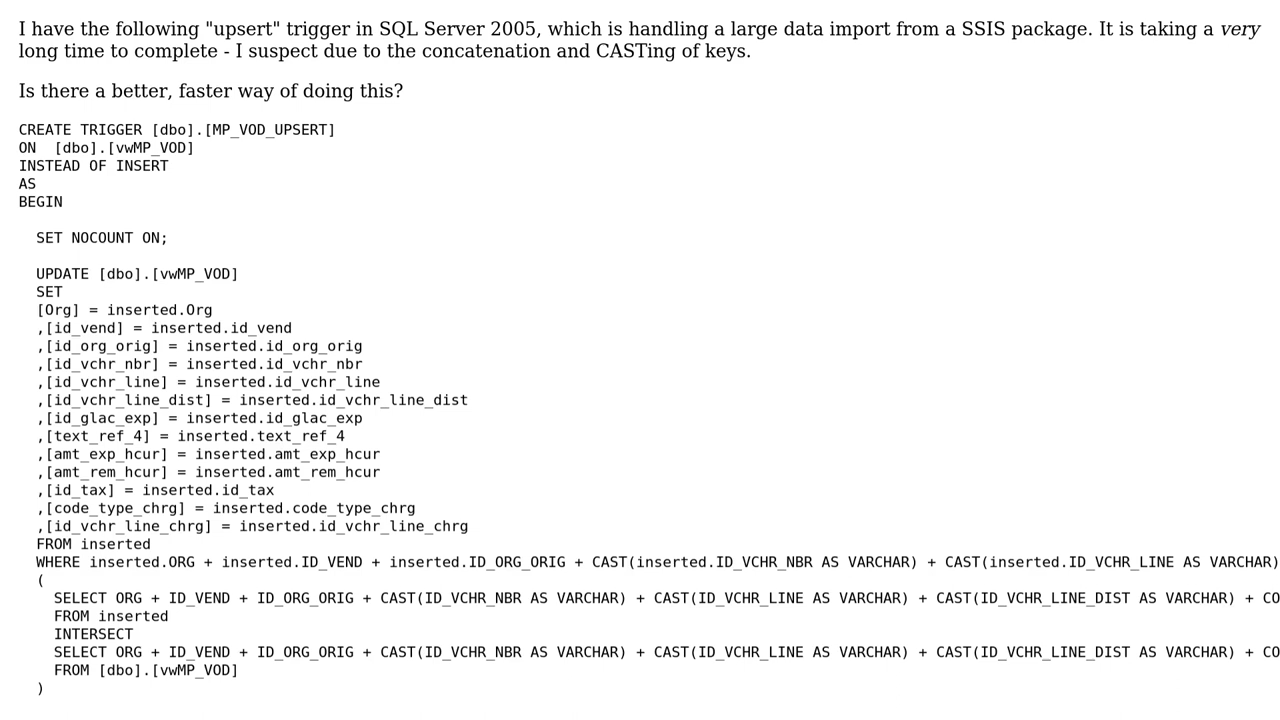 I have the following "upsert" trigger in SQL Server 2005, which is handling a large data import from a SSIS package. It is taking a very
long time to complete - I suspect due to the concatenation and CASTing of keys.
Is there a better, faster way of doing this?
CREATE TRIGGER [dbo].[MP_VOD_UPSERT]
ON  [dbo].[vwMP_VOD]
INSTEAD OF INSERT
AS
BEGIN
SET NOCOUNT ON;
UPDATE [dbo].[vwMP_VOD]
SET
[Org] = inserted.Org
,[id_vend] = inserted.id_vend
,[id_org_orig] = inserted.id_org_orig
,[id_vchr_nbr] = inserted.id_vchr_nbr
,[id_vchr_line] = inserted.id_vchr_line
,[id_vchr_line_dist] = inserted.id_vchr_line_dist
,[id_glac_exp] = inserted.id_glac_exp
,[text_ref_4] = inserted.text_ref_4
,[amt_exp_hcur] = inserted.amt_exp_hcur
,[amt_rem_hcur] = inserted.amt_rem_hcur
,[id_tax] = inserted.id_tax
,[code_type_chrg] = inserted.code_type_chrg
,[id_vchr_line_chrg] = inserted.id_vchr_line_chrg
FROM inserted
WHERE inserted.ORG + inserted.ID_VEND + inserted.ID_ORG_ORIG + CAST(inserted.ID_VCHR_NBR AS VARCHAR) + CAST(inserted.ID_VCHR_LINE AS VARCHAR)
(
SELECT ORG + ID_VEND + ID_ORG_ORIG + CAST(ID_VCHR_NBR AS VARCHAR) + CAST(ID_VCHR_LINE AS VARCHAR) + CAST(ID_VCHR_LINE_DIST AS VARCHAR) + CO
FROM inserted
INTERSECT
SELECT ORG + ID_VEND + ID_ORG_ORIG + CAST(ID_VCHR_NBR AS VARCHAR) + CAST(ID_VCHR_LINE AS VARCHAR) + CAST(ID_VCHR_LINE_DIST AS VARCHAR) + CO
FROM [dbo].[vwMP_VOD]
)